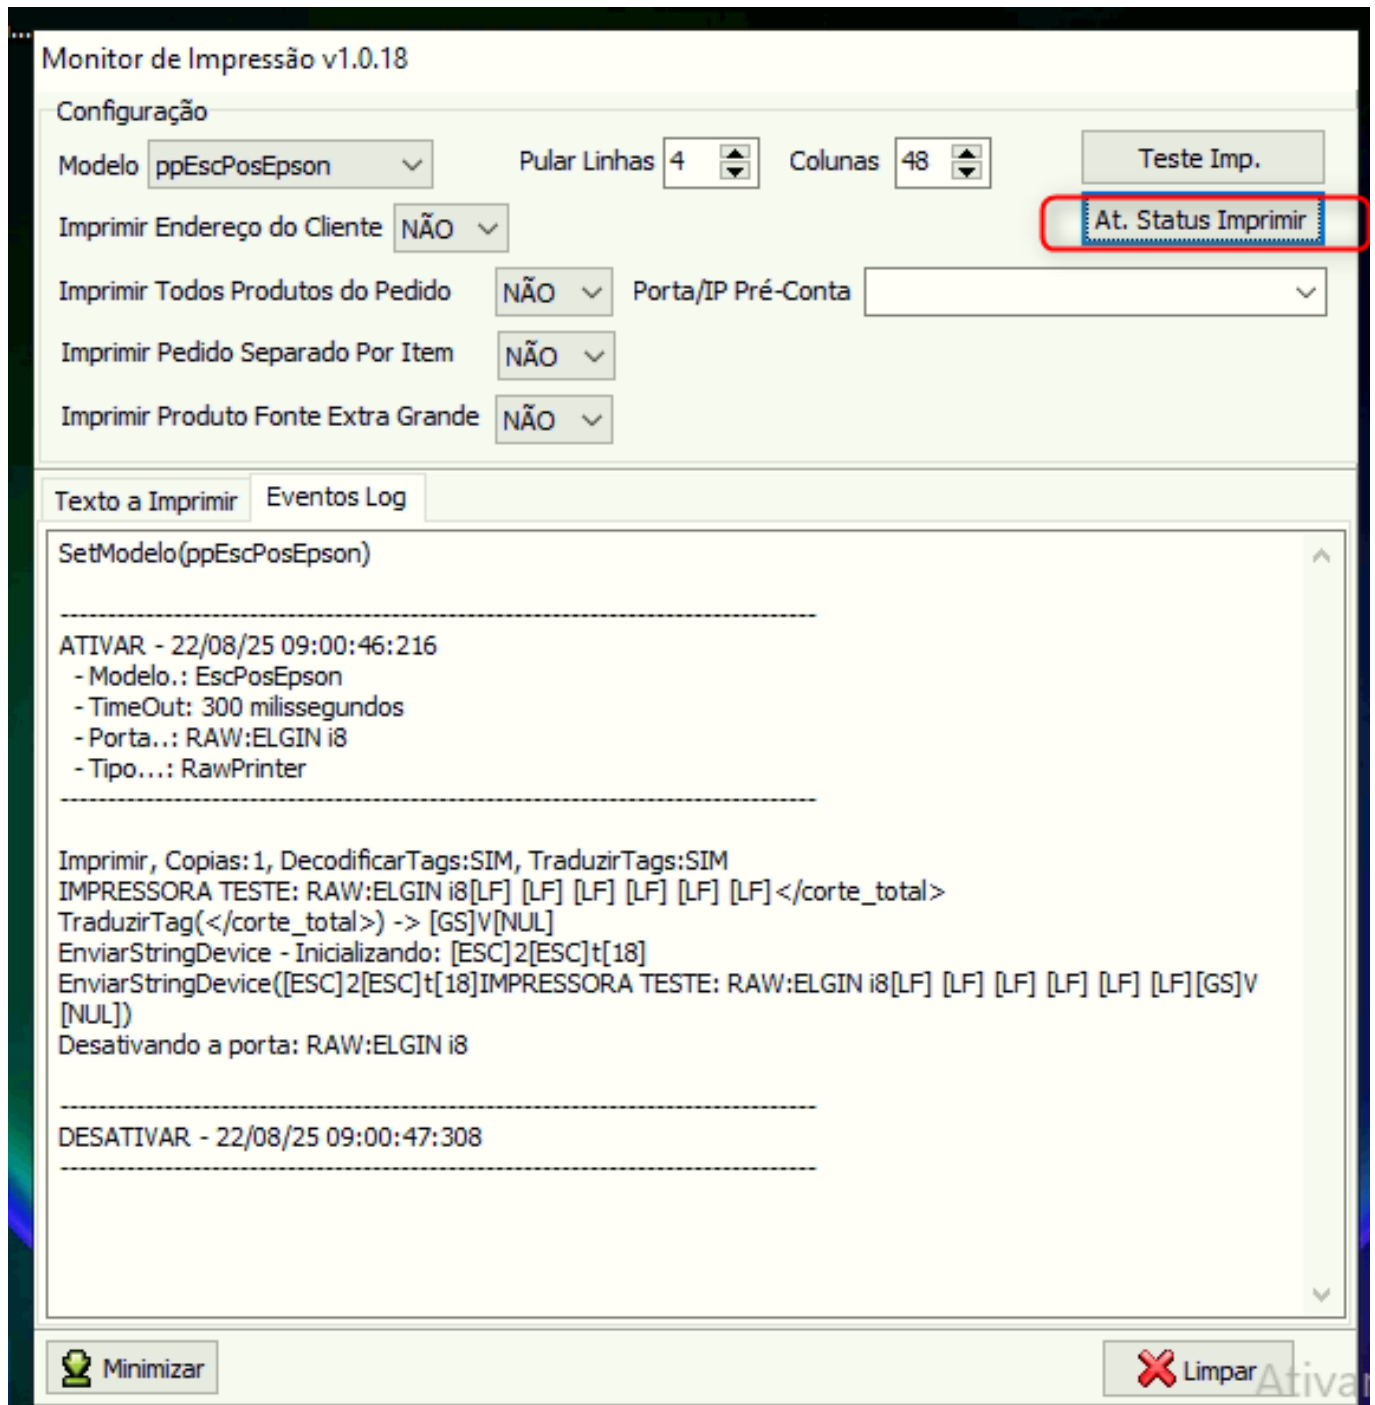 Monitor de Impressão v1.0.18
Configuração
Modelo ppEscPosEpson Pular Linhas 4 Colunas 48 Teste Imp.
Imprimir Endereço do Cliente NÃO At. Status Imprimir
Imprimir Todos Produtos do Pedido NÃO Porta/IP Pré-Conta
Imprimir Pedido Separado Por Item NÃO
Imprimir Produto Fonte Extra Grande NÃO
Texto a Imprimir Eventos Log
SetModelo(ppEscPosEpson)
--------------------------------------------------------------------------------
ATIVAR - 22/08/25 09:00:46:216
- Modelo.: EscPosEpson
- TimeOut: 300 milissegundos
- Porta..: RAW:ELGIN i8
- Tipo...: RawPrinter
--------------------------------------------------------------------------------
Imprimir, Copias:1, DecodificarTags:SIM, TraduzirTags:SIM
IMPRESSORA TESTE: RAW:ELGIN i8[LF] [LF] [LF] [LF] [LF] [LF]</corte_total>
TraduzirTag(</corte_total>) -> [GS]V[NUL]
EnviarStringDevice - Inicializando: [ESC]2[ESC]t[18]
EnviarStringDevice([ESC]2[ESC]t[18]IMPRESSORA TESTE: RAW:ELGIN i8[LF] [LF] [LF] [LF] [LF] [LF][GS]V
[NUL])
Desativando a porta: RAW:ELGIN i8
--------------------------------------------------------------------------------
DESATIVAR - 22/08/25 09:00:47:308
--------------------------------------------------------------------------------
Minimizar Limpar
Ativar